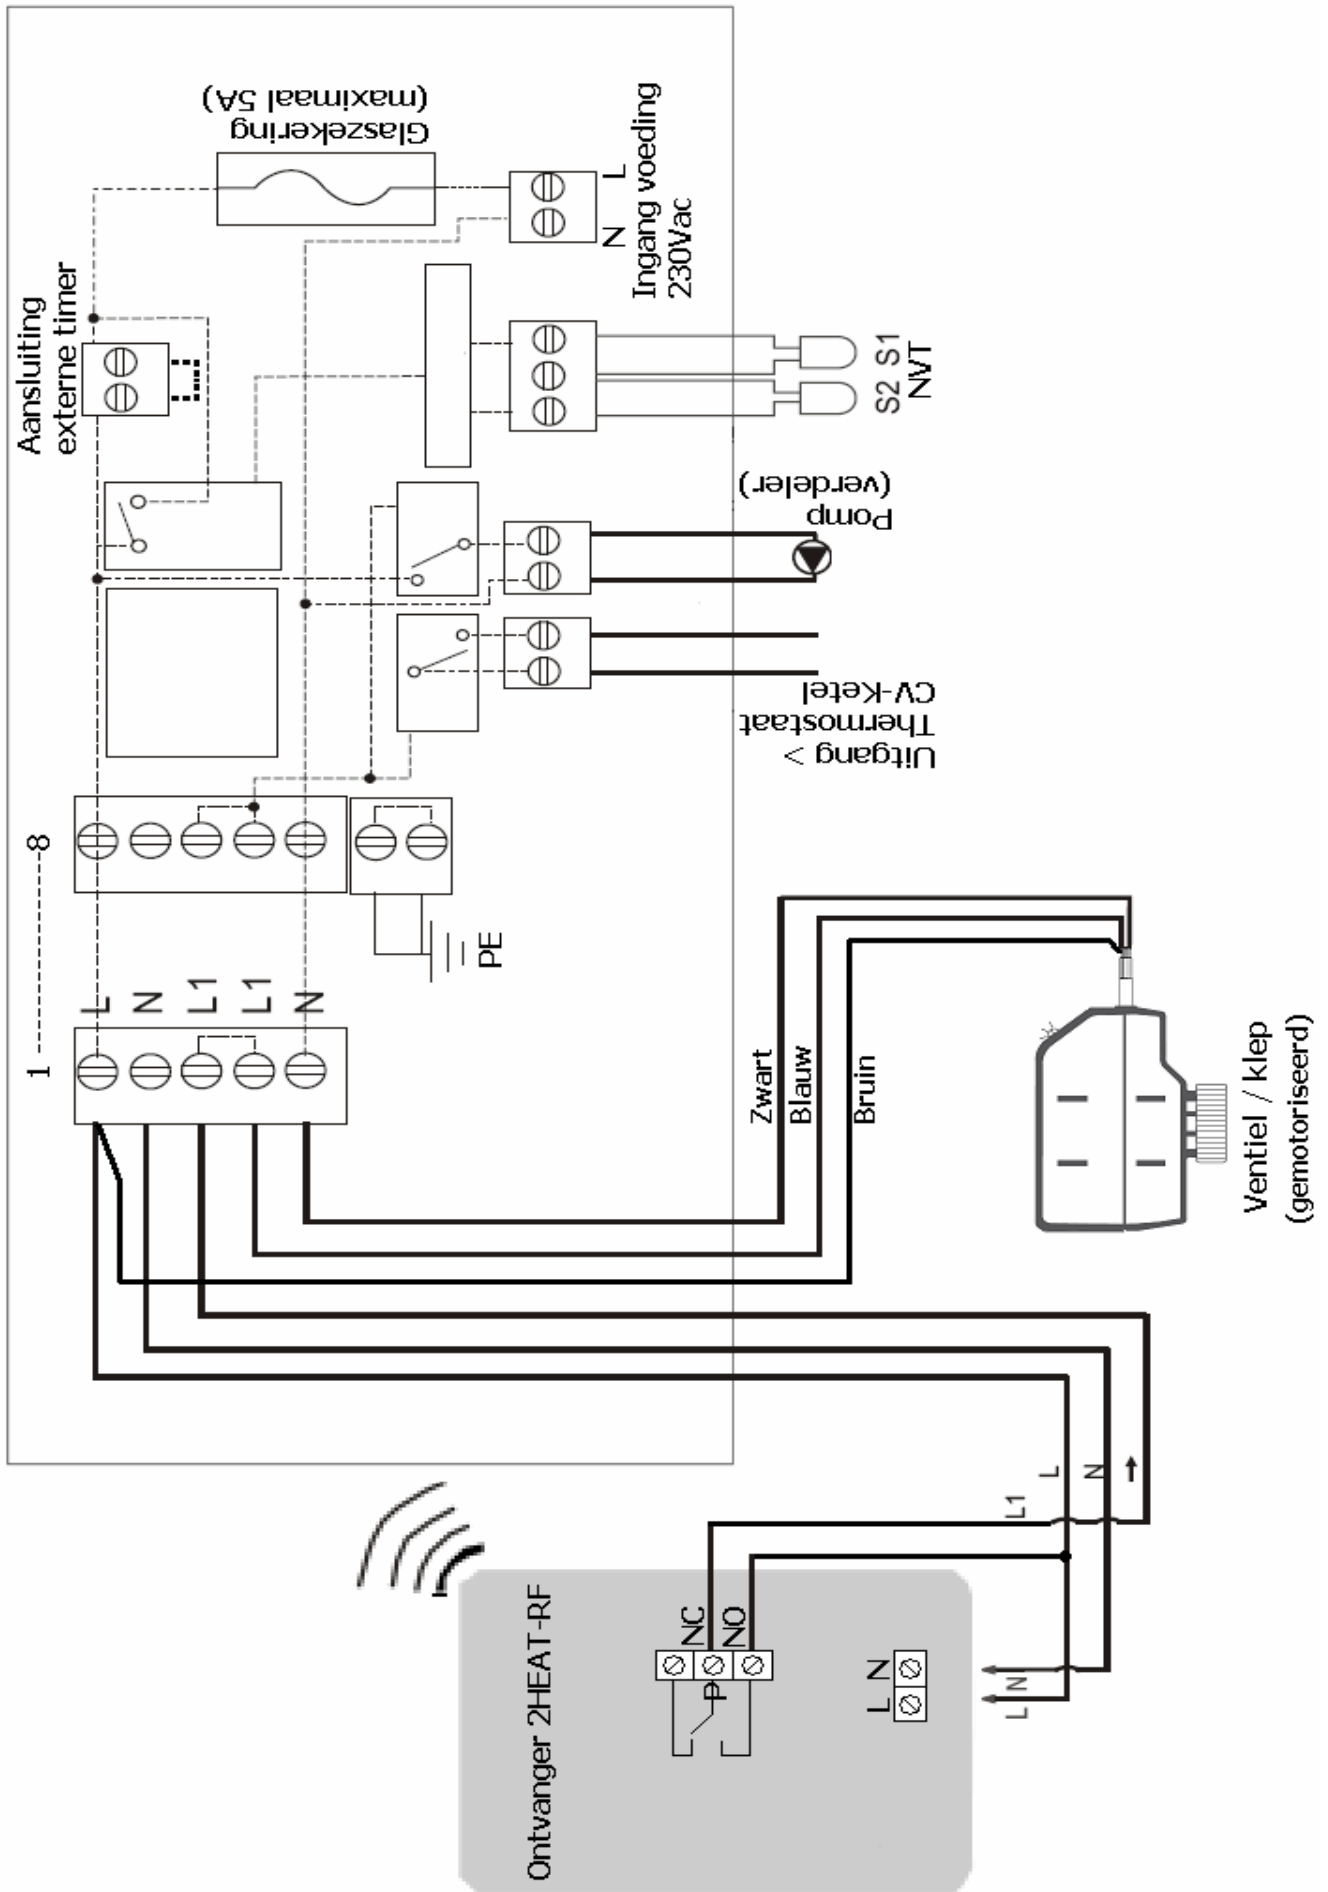 Glaszekering
(maximaal 5A)
Aansluiting
externe timer
L
N
Ingang voeding
230Vac
S2 S1
NVT
Pomp
(verdeler)
Uitgang >
Thermostaat
CV-Ketel
1 ---------- 8
L
N
L1
L1
N
PE
Zwart
Blauw
Bruin
Ventiel / klep
(gemotoriseerd)
L1
L
N
Ontvanger 2HEAT-RF
NC
P
NO
L N
L N